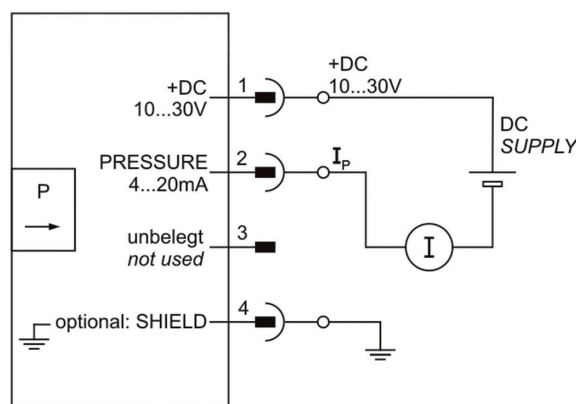 +DC
10...30V
1
+DC
10...30V
DC
SUPPLY
PRESSURE
4...20mA
2
IP
P
unbelegt
not used
3
I
optional: SHIELD
4